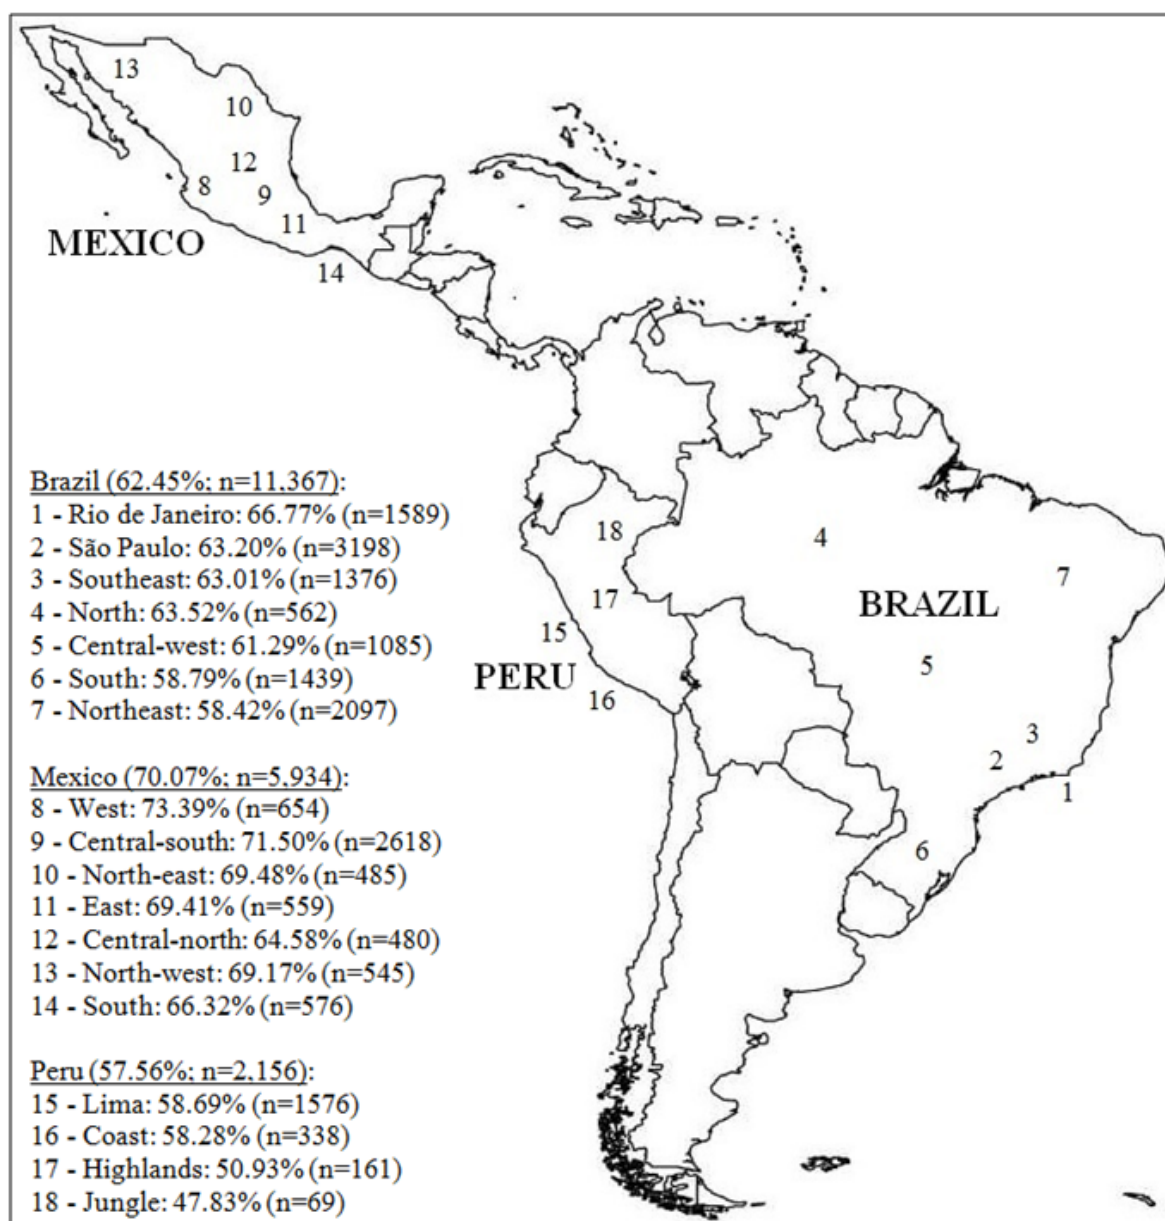 13
10
12
8
9
11
MEXICO
14
Brazil (62.45%; n=11,367):
1 - Rio de Janeiro: 66.77% (n=1589)
2 - São Paulo: 63.20% (n=3198)
3 - Southeast: 63.01% (n=1376)
4 - North: 63.52% (n=562)
5 - Central-west: 61.29% (n=1085)
6 - South: 58.79% (n=1439)
7 - Northeast: 58.42% (n=2097)
Mexico (70.07%; n=5,934):
8 - West: 73.39% (n=654)
9 - Central-south: 71.50% (n=2618)
10 - North-east: 69.48% (n=485)
11 - East: 69.41% (n=559)
12 - Central-north: 64.58% (n=480)
13 - North-west: 69.17% (n=545)
14 - South: 66.32% (n=576)
Peru (57.56%; n=2,156):
15 - Lima: 58.69% (n=1576)
16 - Coast: 58.28% (n=338)
17 - Highlands: 50.93% (n=161)
18 - Jungle: 47.83% (n=69)
18
4
7
17
BRAZIL
15
PERU
5
16
3
2
1
6